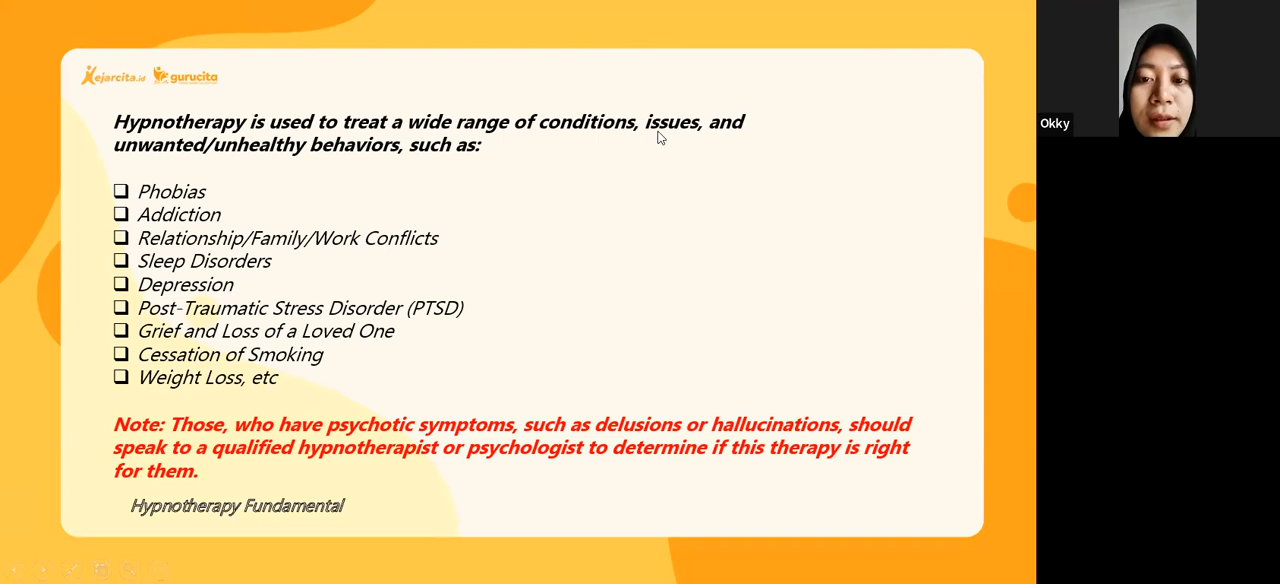 kejarcita.id gurucita
Hypnotherapy is used to treat a wide range of conditions, issues, and
unwanted/unhealthy behaviors, such as:
Phobias
Addiction
Relationship/Family/Work Conflicts
Sleep Disorders
Depression
Post-Traumatic Stress Disorder (PTSD)
Grief and Loss of a Loved One
Cessation of Smoking
Weight Loss, etc
Note: Those, who have psychotic symptoms, such as delusions or hallucinations, should
speak to a qualified hypnotherapist or psychologist to determine if this therapy is right
for them.
Hypnotherapy Fundamental
Okky